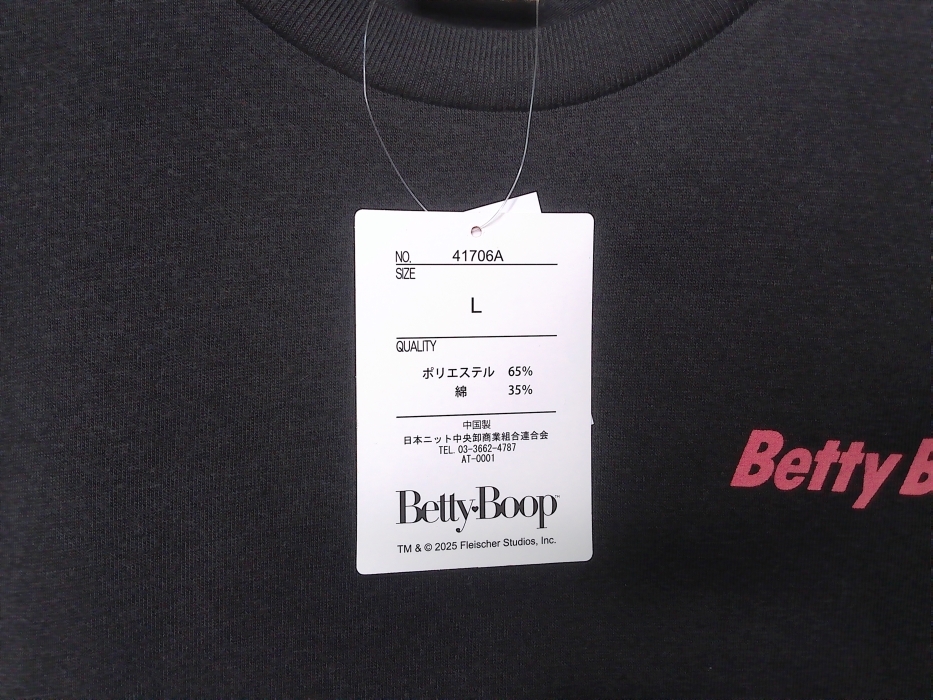 NO. 41706A
SIZE
L
QUALITY
ポリエステル 65%
綿 35%
中国製
日本ニット中央卸商業組合連合会
TEL. 03-3662-4787
AT-0001
Betty Boop™
TM & © 2025 Fleischer Studios, Inc.
Betty B